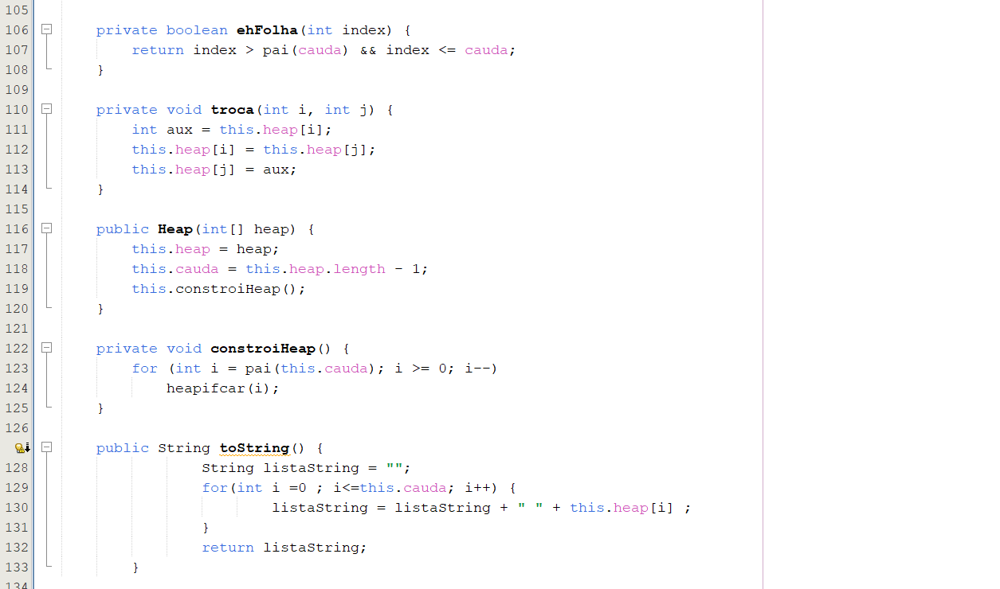 105
106 private boolean ehFolha(int index) {
107 return index > pai(cauda) && index <= cauda;
108 }
109
110 private void troca(int i, int j) {
111 int aux = this.heap[i];
112 this.heap[i] = this.heap[j];
113 this.heap[j] = aux;
114 }
115
116 public Heap(int[] heap) {
117 this.heap = heap;
118 this.cauda = this.heap.length - 1;
119 this.constroiHeap();
120 }
121
122 private void constroiHeap() {
123 for (int i = pai(this.cauda); i >= 0; i--)
124 heapifcar(i);
125 }
126
public String toString() {
128 String listaString = "";
129 for(int i =0 ; i<=this.cauda; i++) {
130 listaString = listaString + " " + this.heap[i] ;
131 }
132 return listaString;
133 }
134